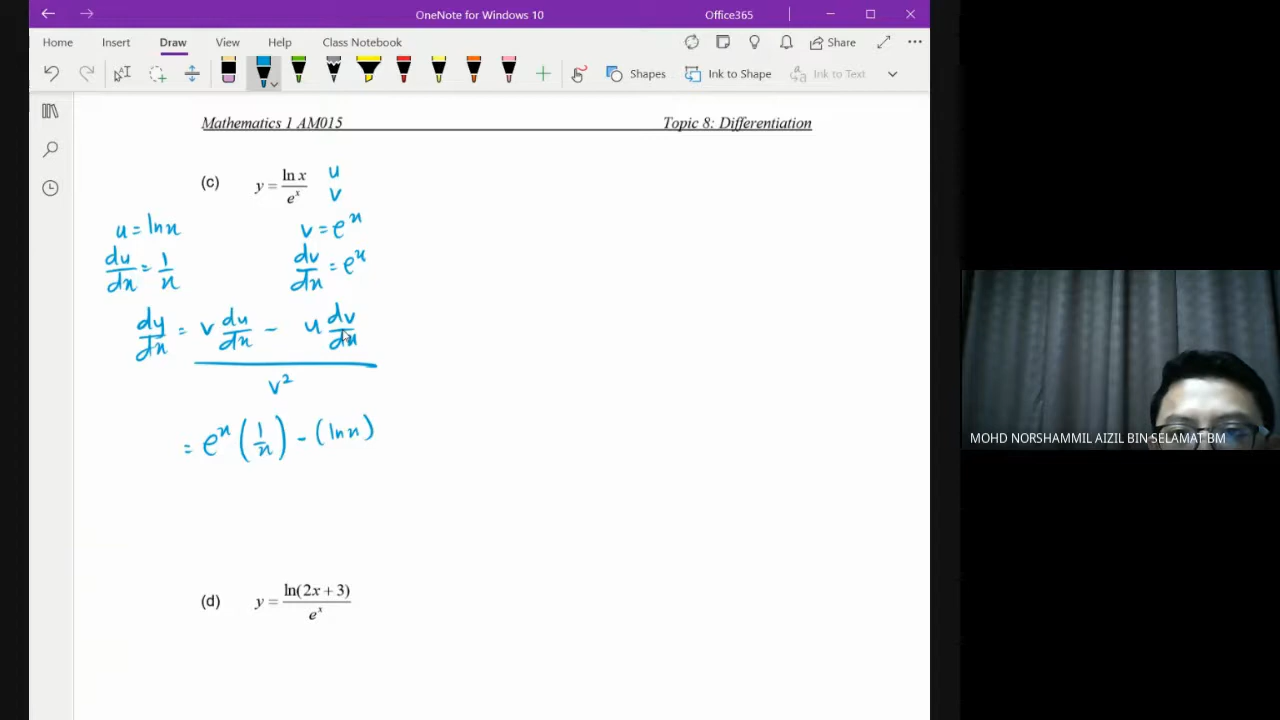 OneNote for Windows 10 Office365
Home Insert Draw View Help Class Notebook Share
Shapes Ink to Shape Ink to Text
Mathematics 1 AM015 Topic 8: Differentiation
(c) y = ln x / e^x u v
u = ln x v = e^x
du/dx = 1/x dv/dx = e^x
dy/dx = v du/dx - u dv/dx
v²
= e^x (1/x) - (ln x)
(d) y = ln(2x + 3) / e^x
MOHD NORSHAMMIL AIZIL BIN SELAMAT BM